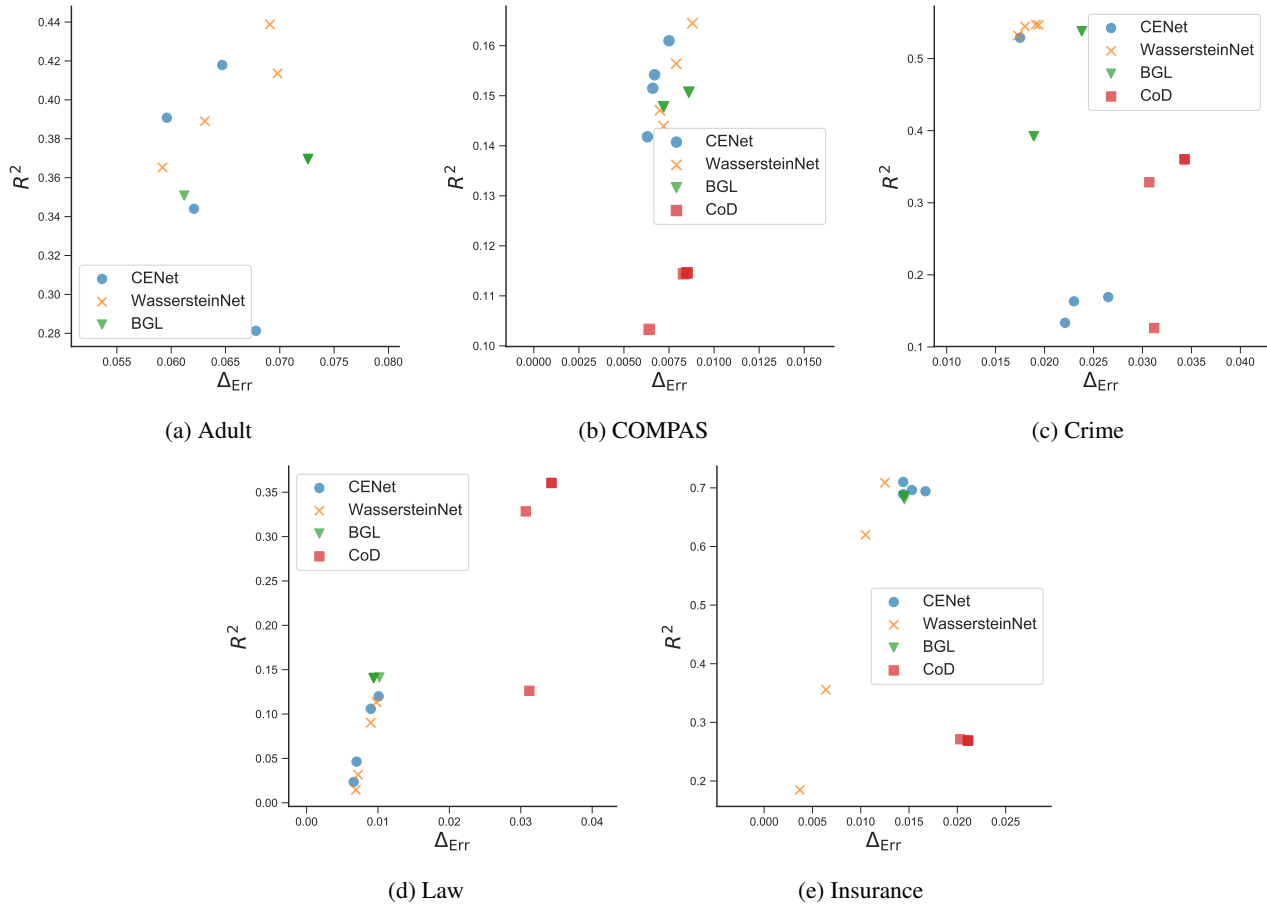 0.44
0.42
0.40
0.38
0.36
0.34
0.32
0.30
0.28
R²
CENet
WassersteinNet
BGL
0.055 0.060 0.065 0.070 0.075 0.080
Δ_Err
(a) Adult
0.16
0.15
0.14
0.13
0.12
0.11
0.10
R²
CENet
WassersteinNet
BGL
CoD
0.0000 0.0025 0.0050 0.0075 0.0100 0.0125 0.0150
Δ_Err
(b) COMPAS
0.5
0.4
0.3
0.2
0.1
R²
CENet
WassersteinNet
BGL
CoD
0.010 0.015 0.020 0.025 0.030 0.035 0.040
Δ_Err
(c) Crime
0.35
0.30
0.25
0.20
0.15
0.10
0.05
0.00
R²
CENet
WassersteinNet
BGL
CoD
0.00 0.01 0.02 0.03 0.04
Δ_Err
(d) Law
0.7
0.6
0.5
0.4
0.3
0.2
R²
CENet
WassersteinNet
BGL
CoD
0.000 0.005 0.010 0.015 0.020 0.025
Δ_Err
(e) Insurance